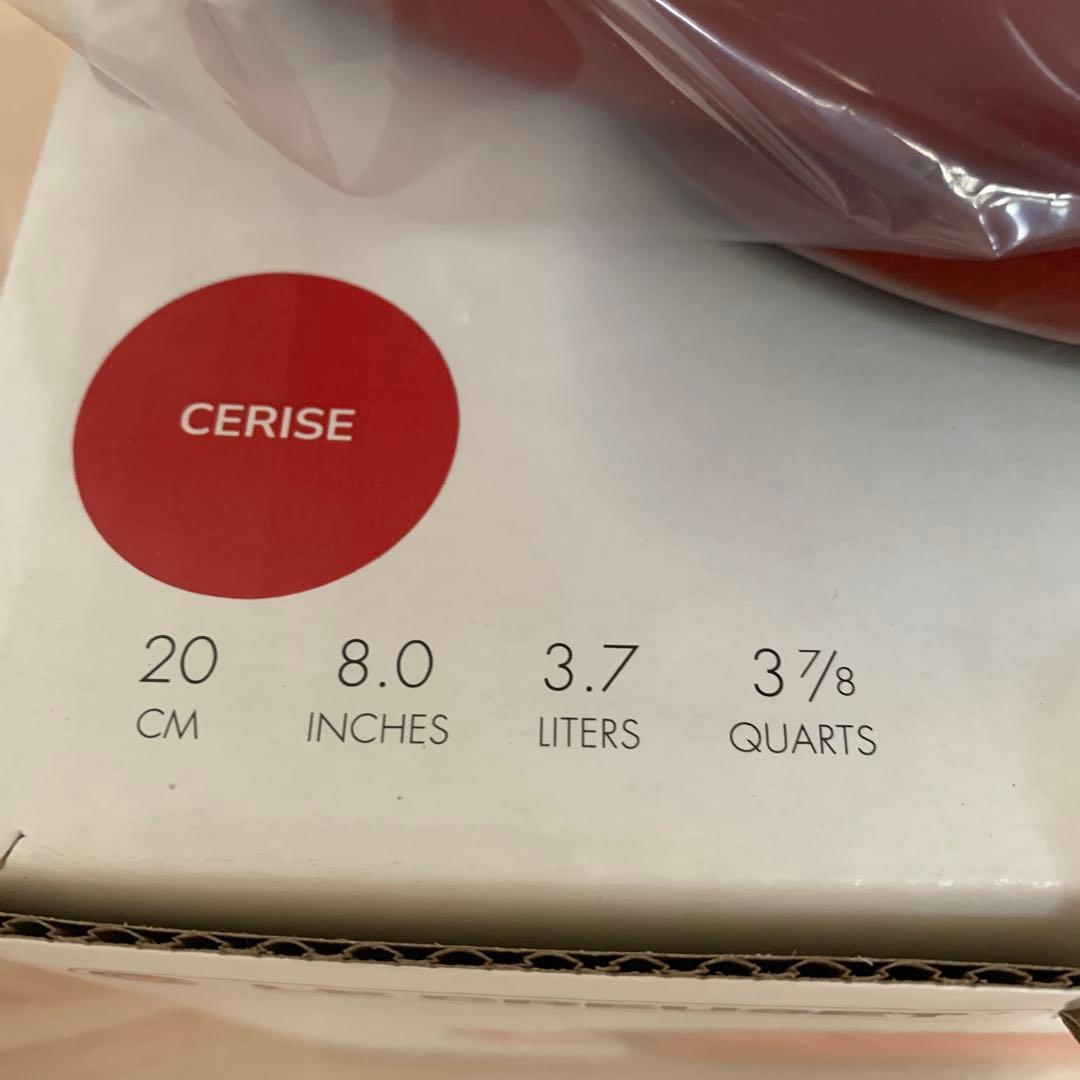 CERISE
20 8.0 3.7 3 7/8
CM INCHES LITERS QUARTS